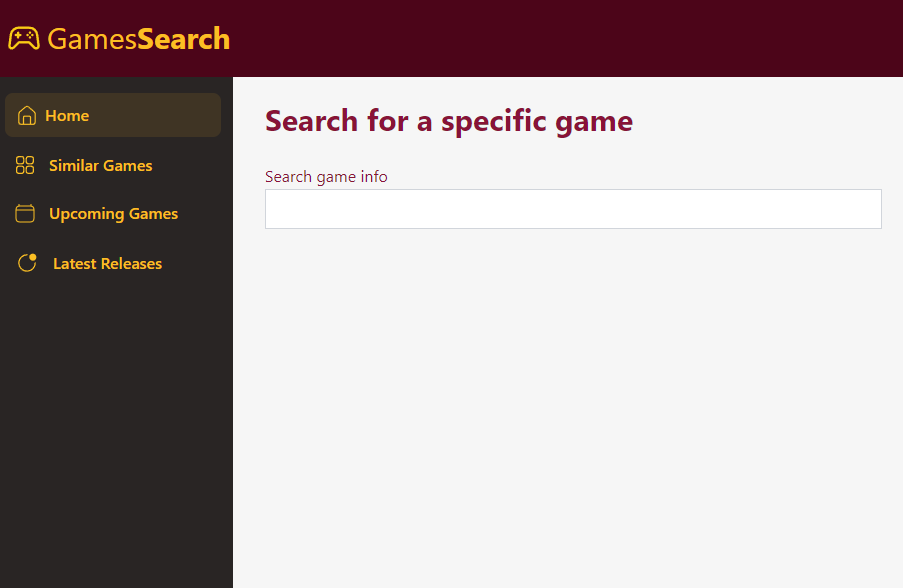 GamesSearch
Home
Similar Games
Upcoming Games
Latest Releases
Search for a specific game
Search game info